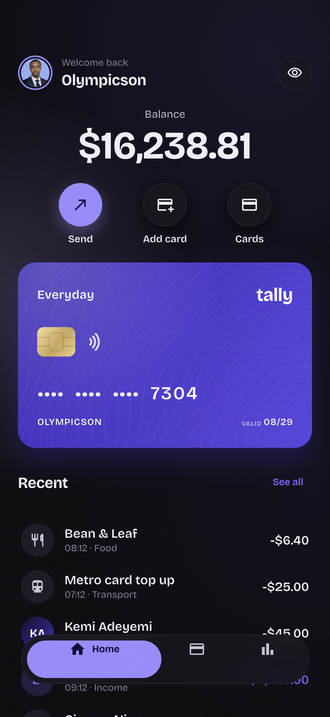 Welcome back
Olympicson
Balance
$16,238.81
Send
Add card
Cards
Everyday
tally
7304
OLYMPICSON
VALID 08/29
Recent
See all
Bean & Leaf
-$6.40
08:12 · Food
Metro card top up
-$25.00
07:12 · Transport
KA
Kemi Adeyemi
-$45.00
Home
09:12 · Income